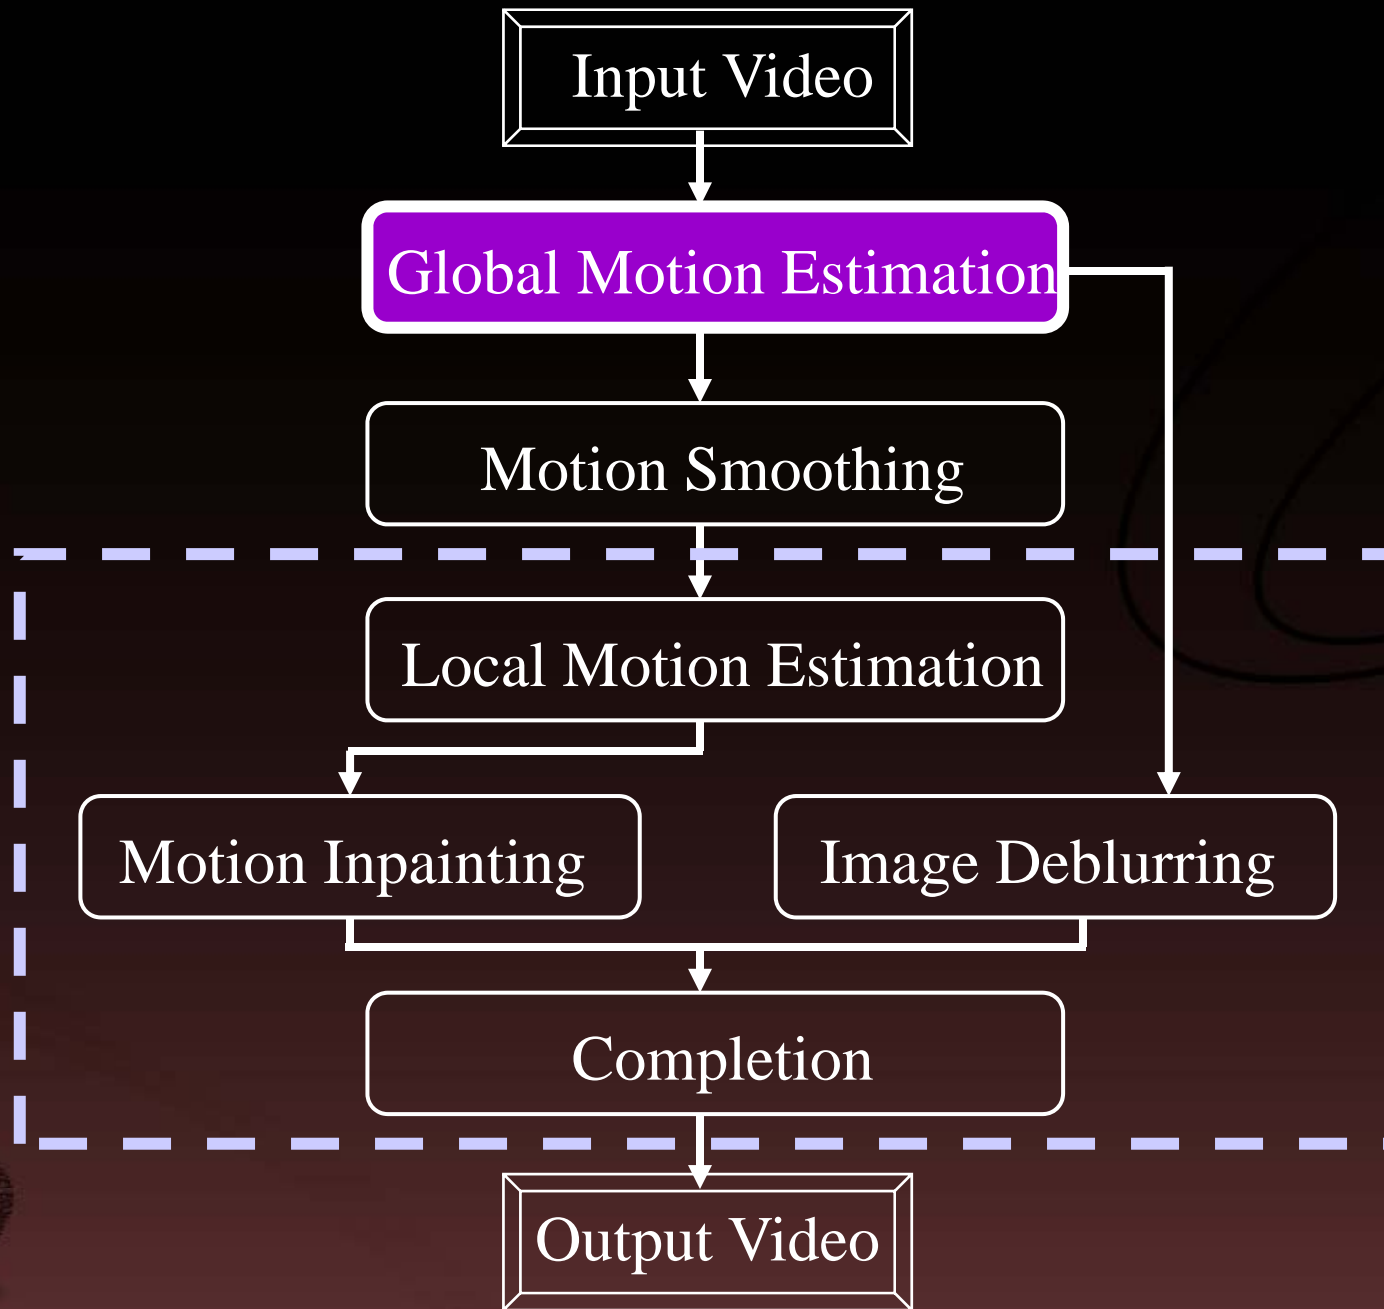 Input Video
Global Motion Estimation
Motion Smoothing
Local Motion Estimation
Motion Inpainting
Image Deblurring
Completion
Output Video